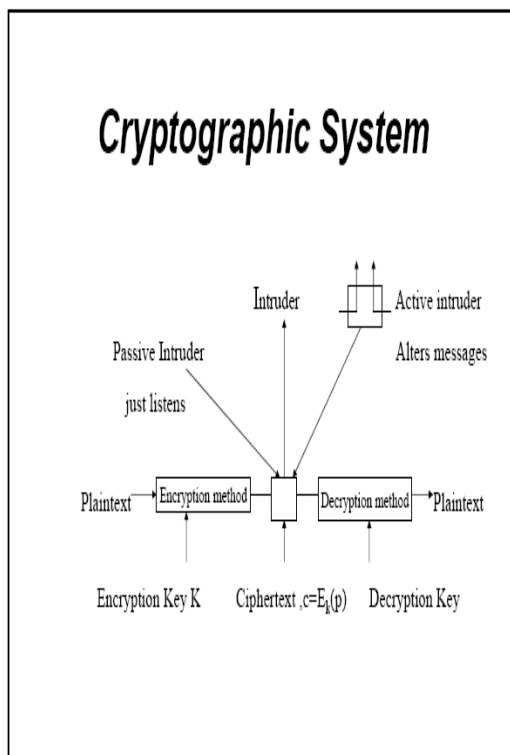 Cryptographic System
Intruder
Active intruder
Alters messages
Passive Intruder
just listens
Plaintext
Encryption method
Decryption method
Plaintext
Encryption Key K
Ciphertext ,c=Ek(p)
Decryption Key